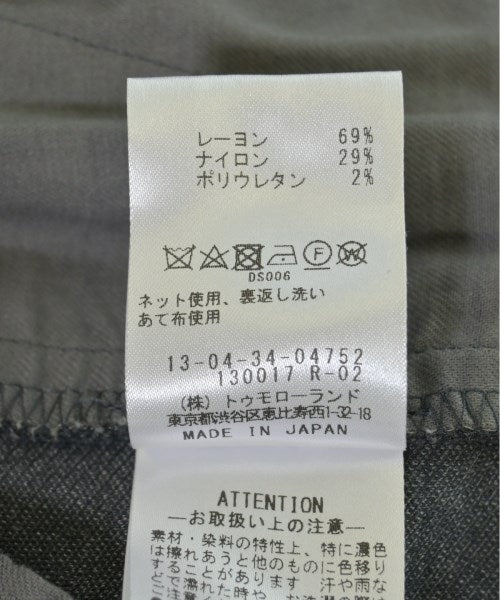 レーヨン 69%
ナイロン 29%
ポリウレタン 2%
F W
DS006
ネット使用、裏返し洗い
あて布使用
13-04-34-04752
130017 R-02
(株) トゥモローランド
東京都渋谷区恵比寿西1-32-18
MADE IN JAPAN
ATTENTION
―お取扱い上の注意―
素材・染料の特性上、特に濃色
は擦れあうと他のものに色移り
することがあります 汗や雨な
どで濡れた時や、お洗濯の際は